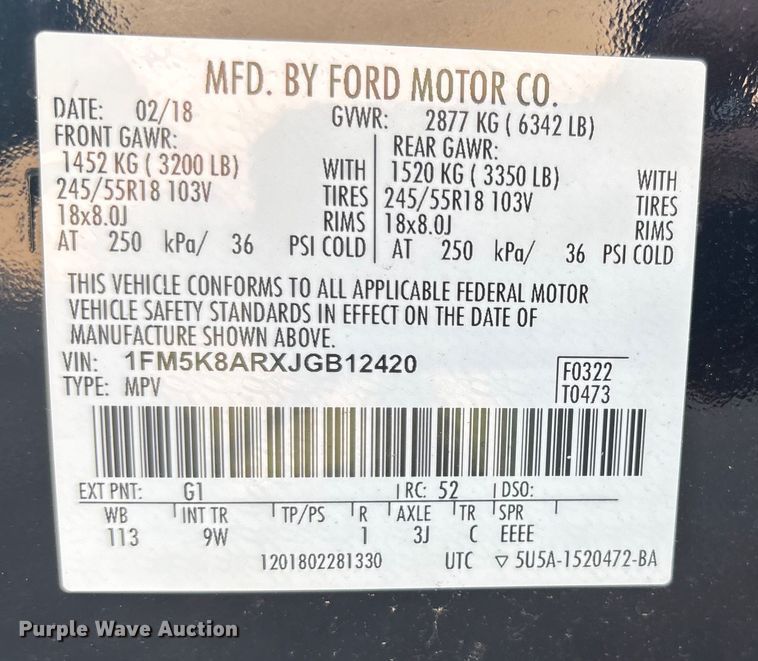 MFD. BY FORD MOTOR CO.
DATE: 02/18 GVWR: 2877 KG ( 6342 LB)
FRONT GAWR: REAR GAWR:
1452 KG ( 3200 LB) WITH 1520 KG ( 3350 LB) WITH
245/55R18 103V TIRES 245/55R18 103V TIRES
18x8.0J RIMS 18x8.0J RIMS
AT 250 kPa/ 36 PSI COLD AT 250 kPa/ 36 PSI COLD
THIS VEHICLE CONFORMS TO ALL APPLICABLE FEDERAL MOTOR
VEHICLE SAFETY STANDARDS IN EFFECT ON THE DATE OF
MANUFACTURE SHOWN ABOVE.
VIN: 1FM5K8ARXJGB12420
TYPE: MPV
F0322
T0473
EXT PNT: G1 RC: 52 DSO:
WB INT TR TP/PS R AXLE TR SPR
113 9W 1 3J C EEEE
1201802281330 UTC ▽ 5U5A-1520472-BA
Purple Wave Auction